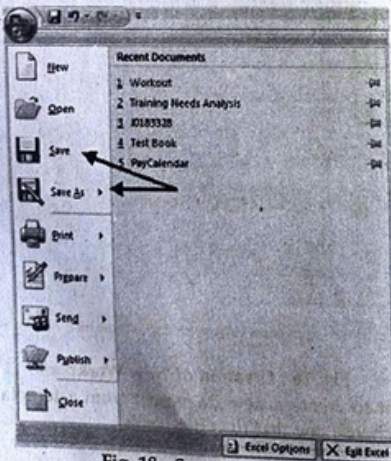 New
Open
Save
Save As
Print
Prepare
Send
Publish
Close
Recent Documents
1 Workout
2 Training Needs Analysis
3 J0183328
4 Test Book
5 PayCalendar
Excel Options
Exit Excel